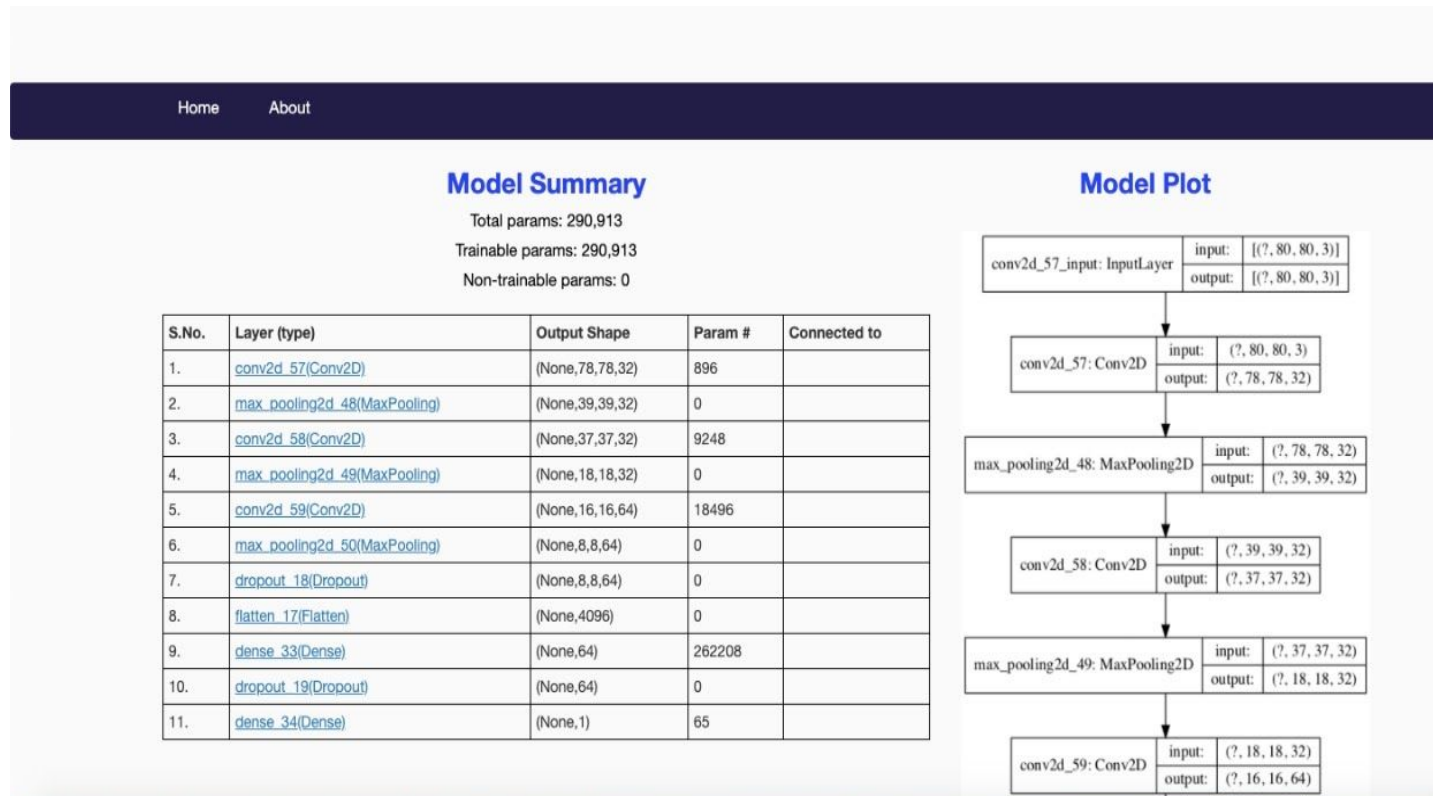 Home About
Model Summary
Total params: 290,913
Trainable params: 290,913
Non-trainable params: 0
S.No. Layer (type) Output Shape Param # Connected to
1. conv2d_57(Conv2D) (None,78,78,32) 896
2. max_pooling2d_48(MaxPooling) (None,39,39,32) 0
3. conv2d_58(Conv2D) (None,37,37,32) 9248
4. max_pooling2d_49(MaxPooling) (None,18,18,32) 0
5. conv2d_59(Conv2D) (None,16,16,64) 18496
6. max_pooling2d_50(MaxPooling) (None,8,8,64) 0
7. dropout_18(Dropout) (None,8,8,64) 0
8. flatten_17(Flatten) (None,4096) 0
9. dense_33(Dense) (None,64) 262208
10. dropout_19(Dropout) (None,64) 0
11. dense_34(Dense) (None,1) 65
Model Plot
conv2d_57_input: InputLayer
input: [(?, 80, 80, 3)]
output: [(?, 80, 80, 3)]
conv2d_57: Conv2D
input: (?, 80, 80, 3)
output: (?, 78, 78, 32)
max_pooling2d_48: MaxPooling2D
input: (?, 78, 78, 32)
output: (?, 39, 39, 32)
conv2d_58: Conv2D
input: (?, 39, 39, 32)
output: (?, 37, 37, 32)
max_pooling2d_49: MaxPooling2D
input: (?, 37, 37, 32)
output: (?, 18, 18, 32)
conv2d_59: Conv2D
input: (?, 18, 18, 32)
output: (?, 16, 16, 64)